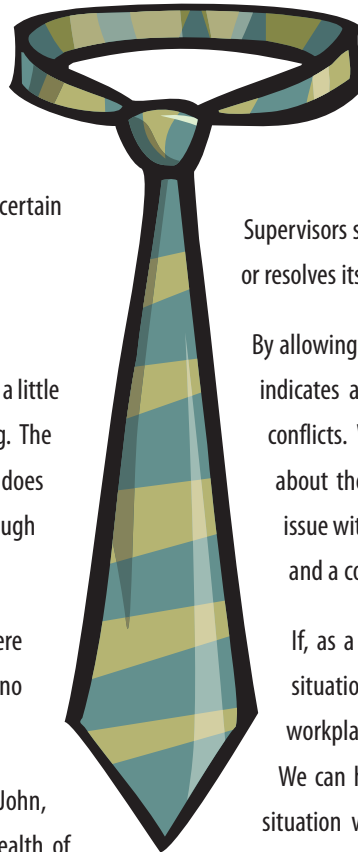 certain
a little
g. The
does
ugh
ere
no
John,
ealth of
Supervisors s
or resolves its
By allowing
indicates a
conflicts. W
about the
issue wit
and a co
If, as a
situation
workpla
We can h
situation w